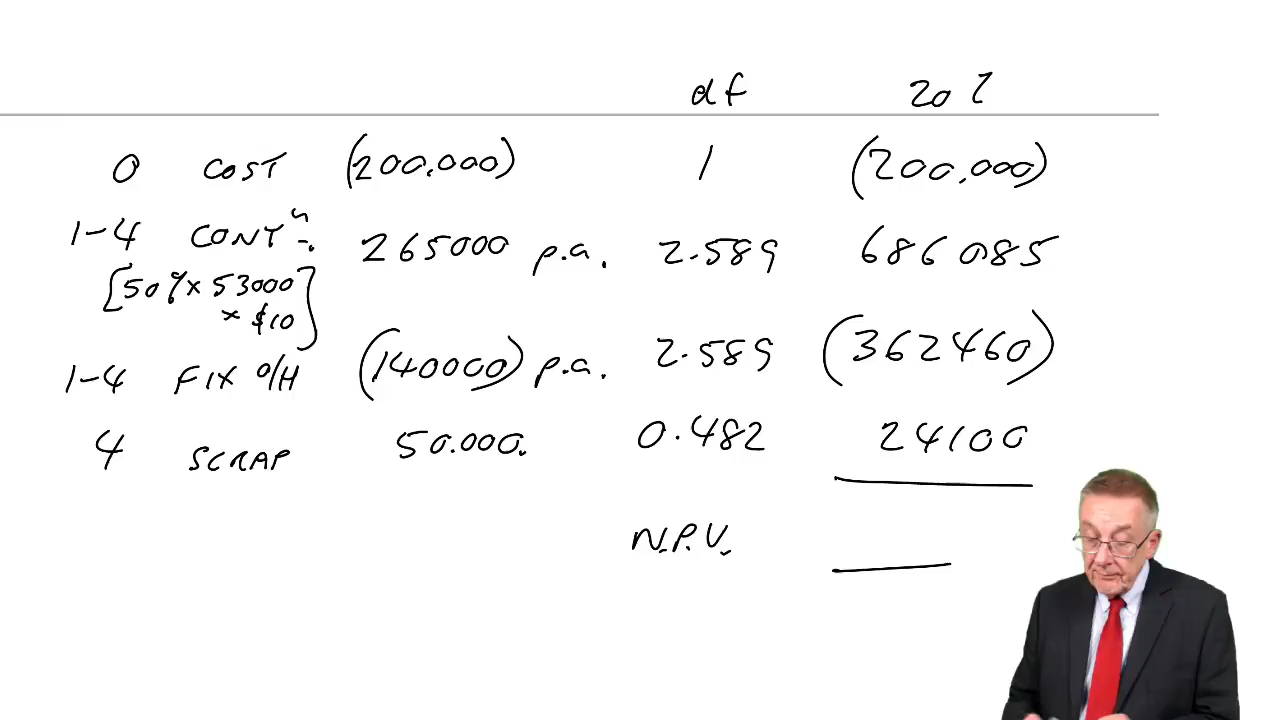 df 20%
0 COST (200.000) 1 (200.000)
1-4 CONTn. 265000 p.a. 2.589 686085
[50% x 53000
x $10]
1-4 FIX O/H (140000) p.a. 2.589 (362460)
4 SCRAP 50.000. 0.482 24100
N.P.V.